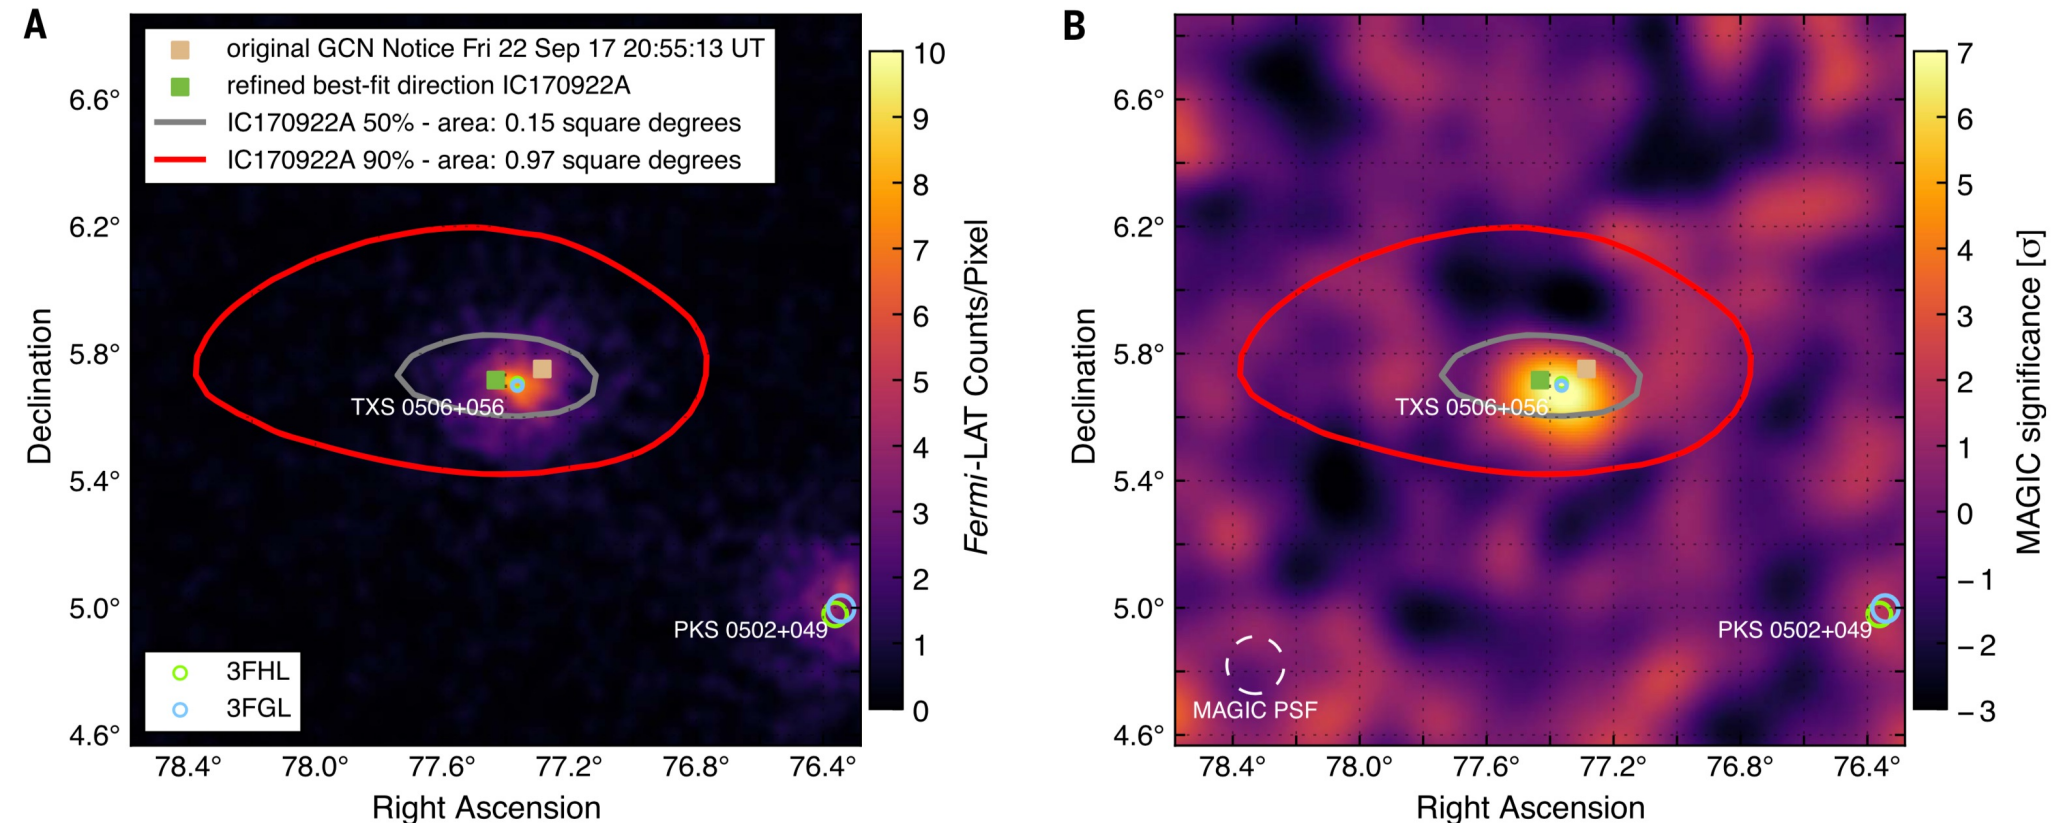 A
original GCN Notice Fri 22 Sep 17 20:55:13 UT
refined best-fit direction IC170922A
IC170922A 50% - area: 0.15 square degrees
IC170922A 90% - area: 0.97 square degrees
6.6°
6.2°
5.8°
5.4°
5.0°
4.6°
Declination
TXS 0506+056
PKS 0502+049
3FHL
3FGL
78.4° 78.0° 77.6° 77.2° 76.8° 76.4°
Right Ascension
10
9
8
7
6
5
4
3
2
1
0
Fermi-LAT Counts/Pixel
B
6.6°
6.2°
5.8°
5.4°
5.0°
4.6°
Declination
TXS 0506+056
PKS 0502+049
MAGIC PSF
78.4° 78.0° 77.6° 77.2° 76.8° 76.4°
Right Ascension
7
6
5
4
3
2
1
0
−1
−2
−3
MAGIC significance [σ]